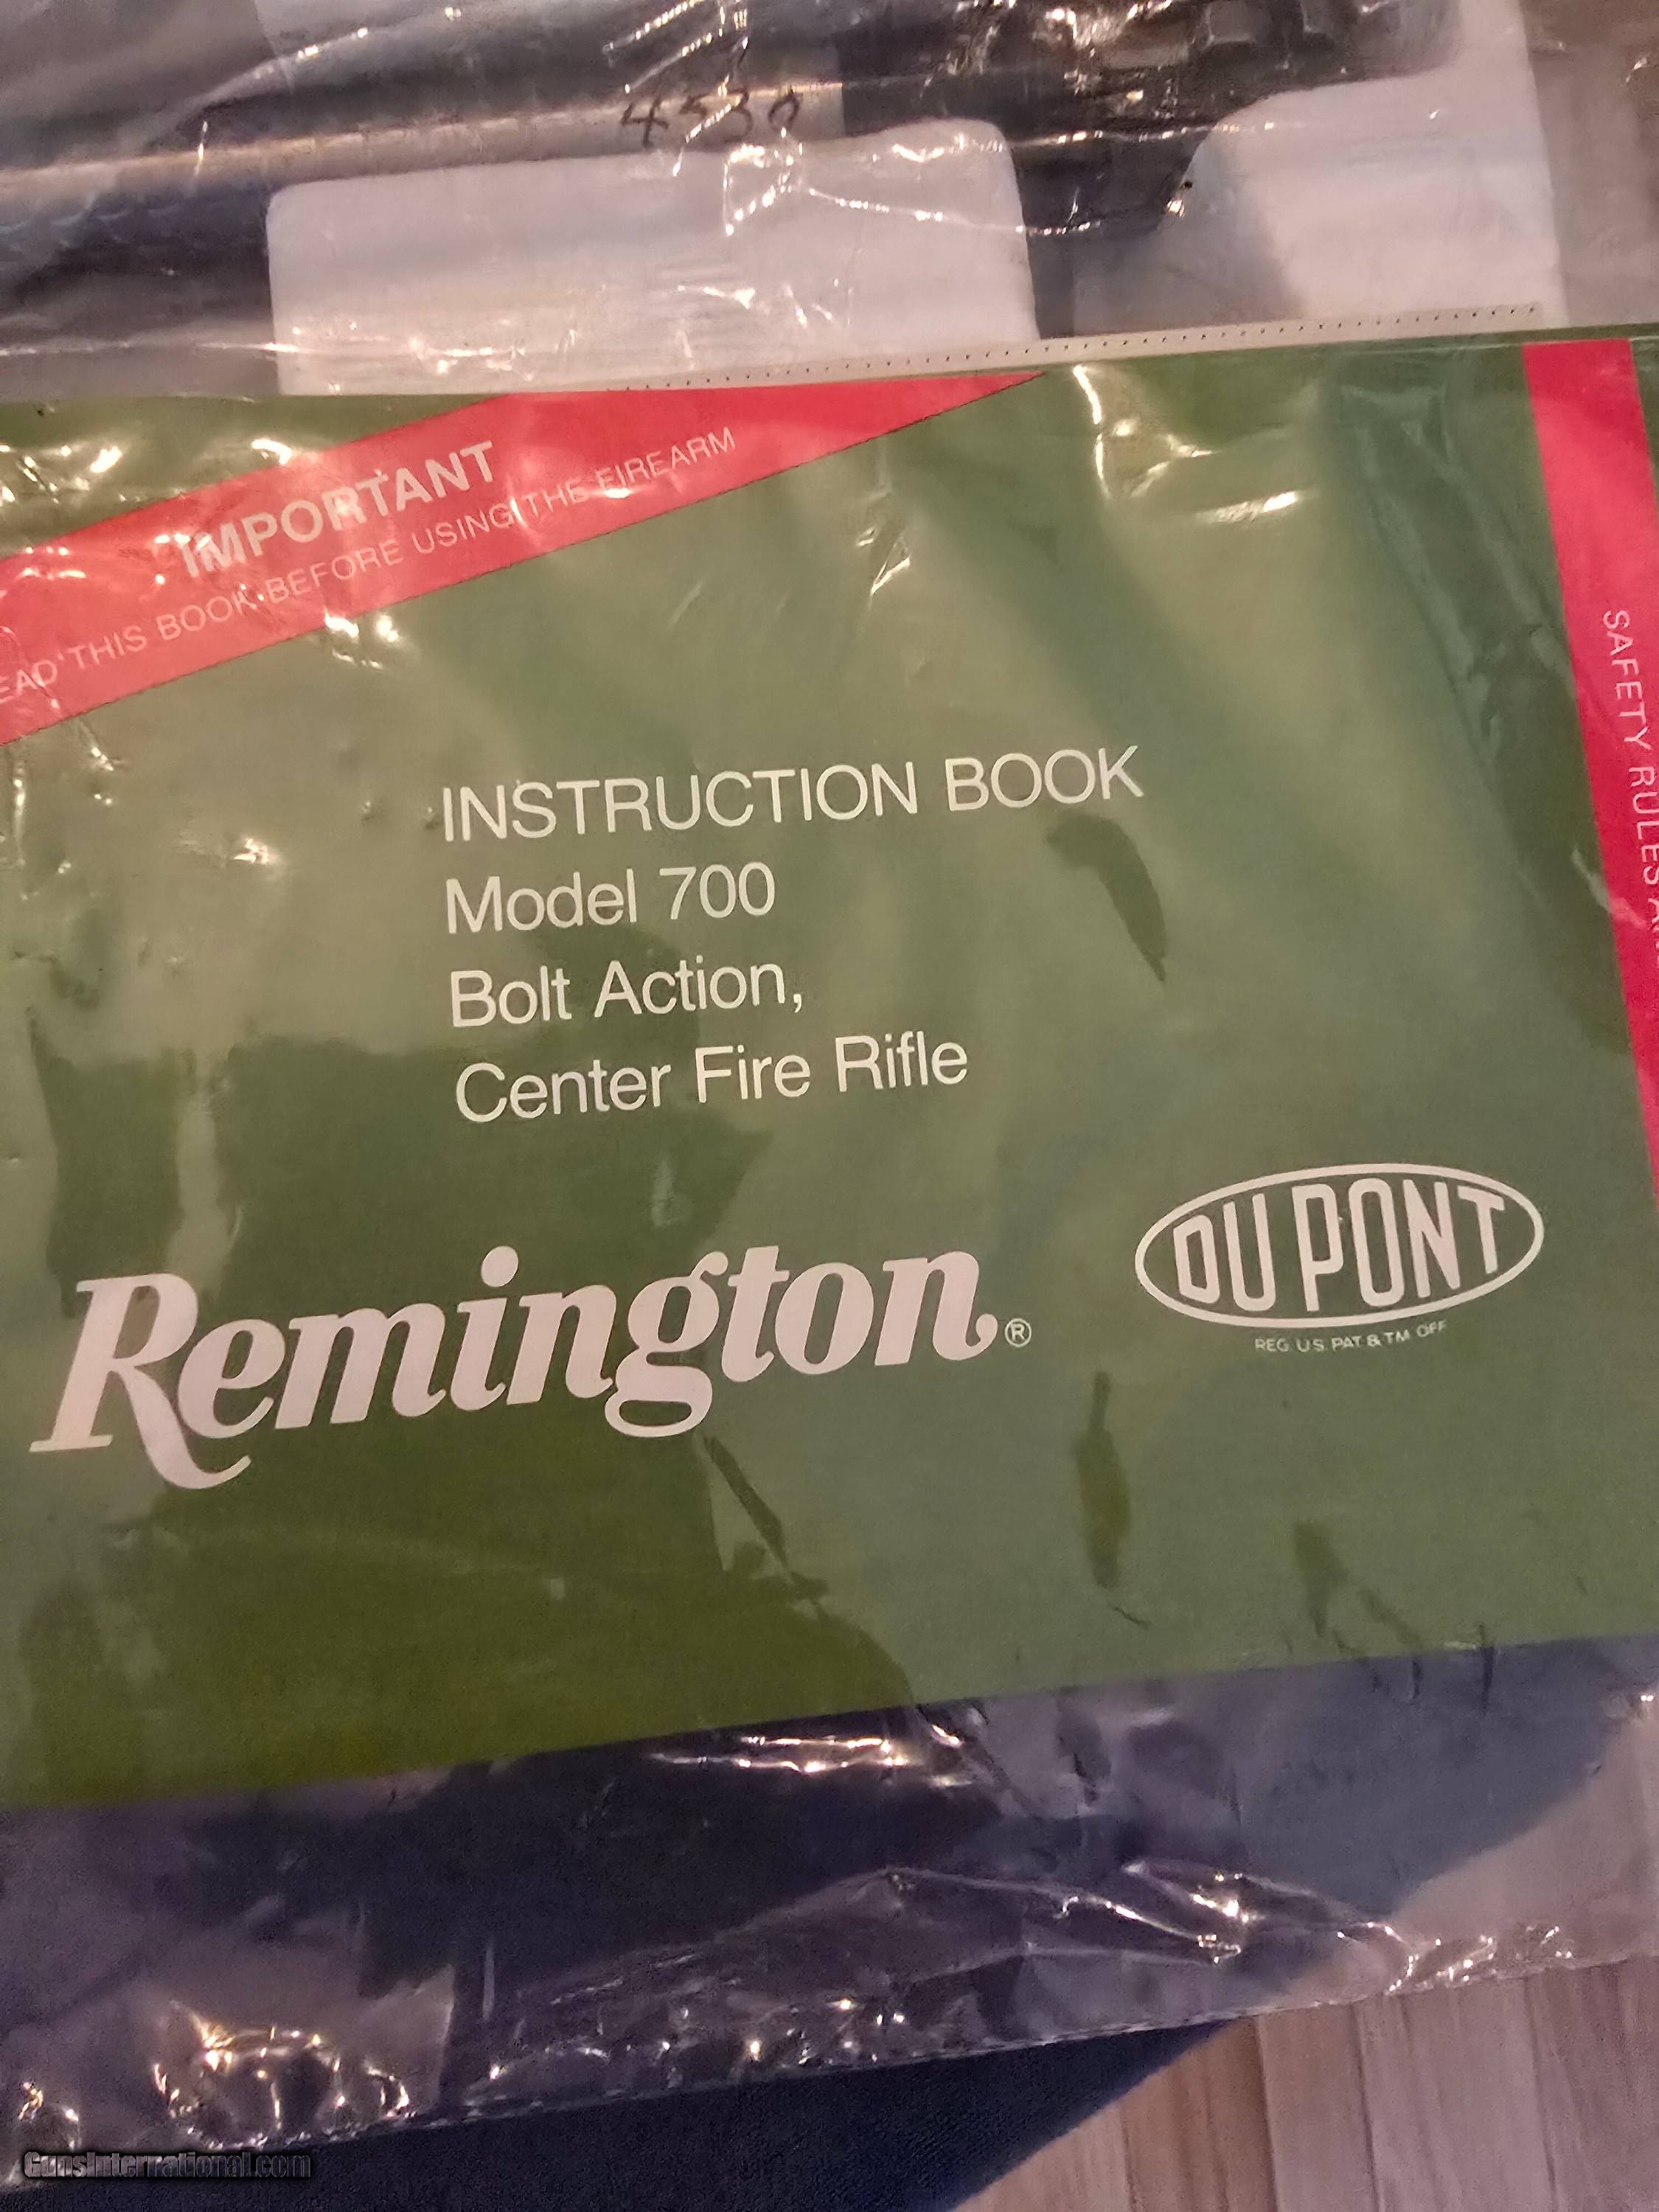 4530
IMPORTANT
EAD THIS BOOK BEFORE USING THE FIREARM
SAFETY RULES
INSTRUCTION BOOK
Model 700
Bolt Action,
Center Fire Rifle
Remington®
DU PONT
REG. U.S. PAT. & TM. OFF.
GunsInternational.com